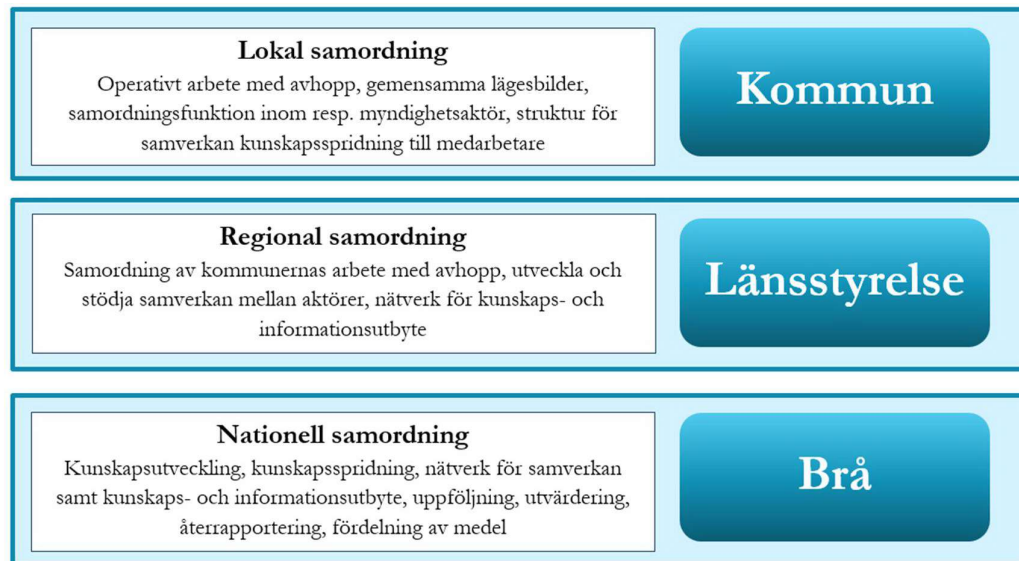 Lokal samordning
Operativt arbete med avhopp, gemensamma lägesbilder,
samordningsfunktion inom resp. myndighetsaktör, struktur för
samverkan kunskapsspridning till medarbetare
Kommun
Regional samordning
Samordning av kommunernas arbete med avhopp, utveckla och
stödja samverkan mellan aktörer, nätverk för kunskaps- och
informationsutbyte
Länsstyrelse
Nationell samordning
Kunskapsutveckling, kunskapsspridning, nätverk för samverkan
samt kunskaps- och informationsutbyte, uppföljning, utvärdering,
återrapportering, fördelning av medel
Brå